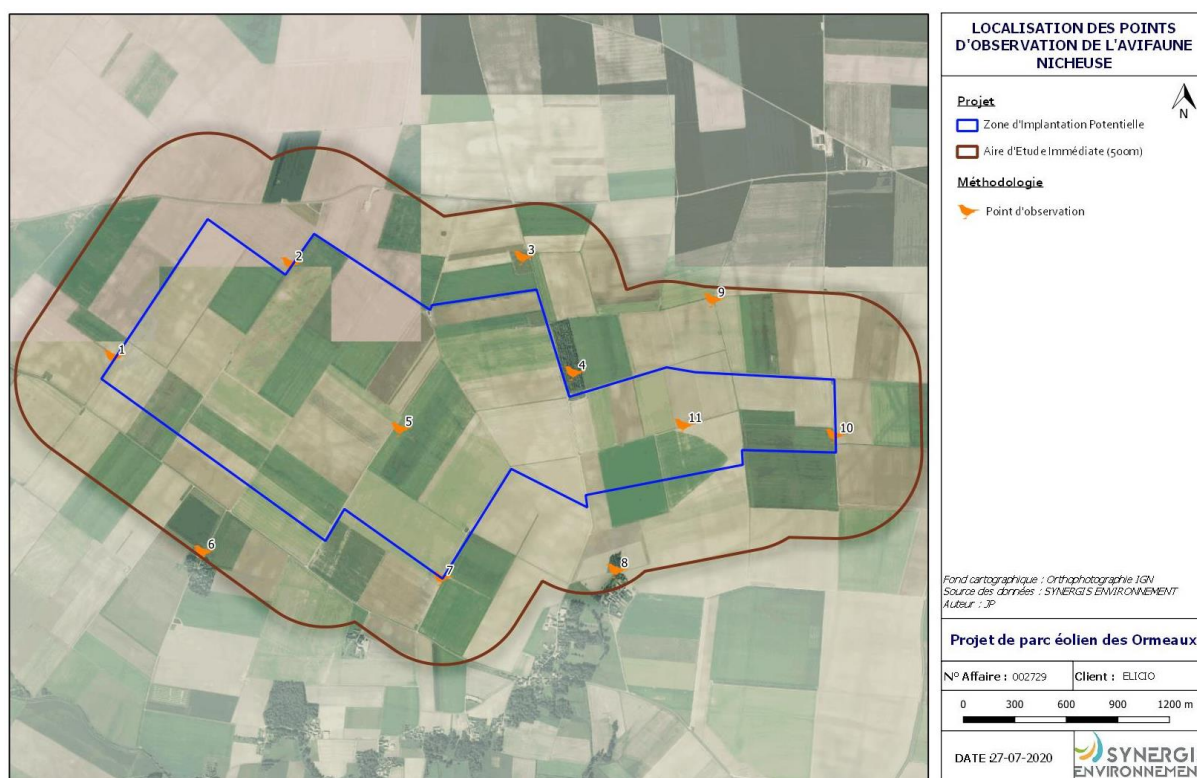 LOCALISATION DES POINTS
D'OBSERVATION DE L'AVIFAUNE
NICHEUSE
Projet
N
Zone d'Implantation Potentielle
Aire d'Etude Immédiate (500m)
Méthodologie
Point d'observation
1
2
3
4
5
6
7
8
9
10
11
Fond cartographique : Orthophotographie IGN
Source des données : SYNERGIS ENVIRONNEMENT
Auteur : JP
Projet de parc éolien des Ormeaux
N° Affaire : 002729 Client : ELICIO
0 300 600 900 1200 m
DATE :27-07-2020
SYNERGI
ENVIRONNEMEN